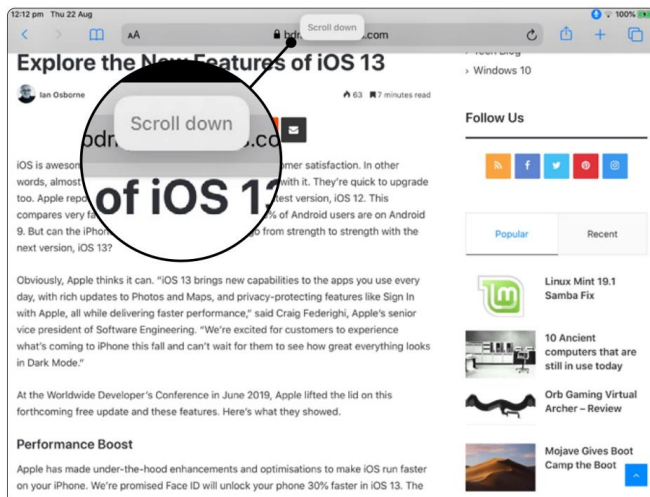 12:12 pm Thu 22 Aug
100%
AA
.com
Scroll down
Explore the New Features of iOS 13
Ian Osborne
63 7 minutes read
Scroll down
of iOS 13
iOS is awesom omer satisfaction. In other
words, almost with it. They're quick to upgrade
too. Apple repo test version, iOS 12. This
compares very fa % of Android users are on Android
9. But can the iPhon go from strength to strength with the
next version, iOS 13?
Obviously, Apple thinks it can. "iOS 13 brings new capabilities to the apps you use every
day, with rich updates to Photos and Maps, and privacy-protecting features like Sign In
with Apple, all while delivering faster performance," said Craig Federighi, Apple's senior
vice president of Software Engineering. "We're excited for customers to experience
what's coming to iPhone this fall and can't wait for them to see how great everything looks
in Dark Mode."
At the Worldwide Developer's Conference in June 2019, Apple lifted the lid on this
forthcoming free update and these features. Here's what they showed.
Performance Boost
Apple has made under-the-hood enhancements and optimisations to make iOS run faster
on your iPhone. We're promised Face ID will unlock your phone 30% faster in iOS 13. The
Tech Blog
Windows 10
Follow Us
Popular Recent
Linux Mint 19.1
Samba Fix
10 Ancient
computers that are
still in use today
Orb Gaming Virtual
Archer – Review
Mojave Gives Boot
Camp the Boot